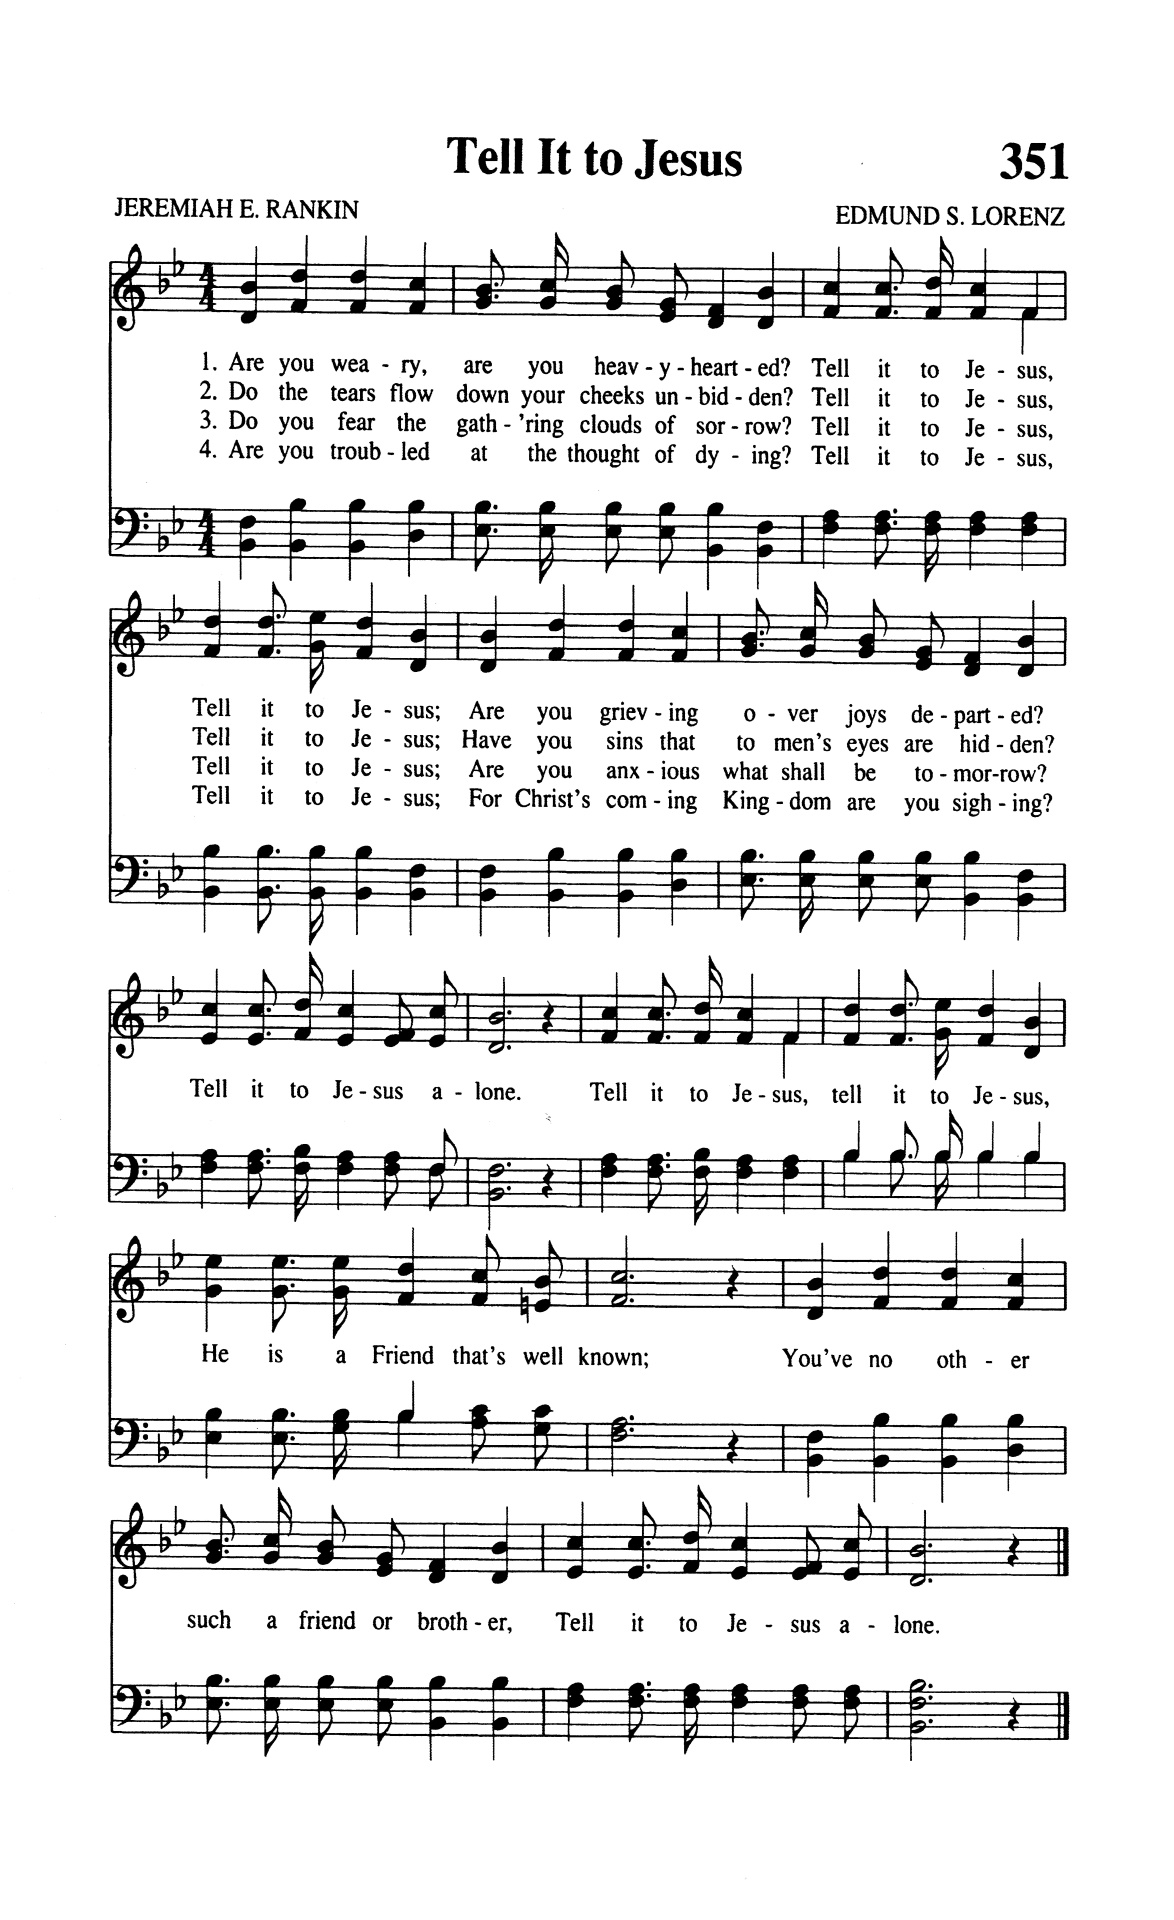 Tell It to Jesus 351
JEREMIAH E. RANKIN EDMUND S. LORENZ
1. Are you wea - ry, are you heav - y - heart - ed? Tell it to Je - sus,
2. Do the tears flow down your cheeks un - bid - den? Tell it to Je - sus,
3. Do you fear the gath - 'ring clouds of sor - row? Tell it to Je - sus,
4. Are you troub - led at the thought of dy - ing? Tell it to Je - sus,
Tell it to Je - sus; Are you griev - ing o - ver joys de - part - ed?
Tell it to Je - sus; Have you sins that to men's eyes are hid - den?
Tell it to Je - sus; Are you anx - ious what shall be to - mor - row?
Tell it to Je - sus; For Christ's com - ing King - dom are you sigh - ing?
Tell it to Je - sus a - lone. Tell it to Je - sus, tell it to Je - sus,
He is a Friend that's well known; You've no oth - er
such a friend or broth - er, Tell it to Je - sus a - lone.